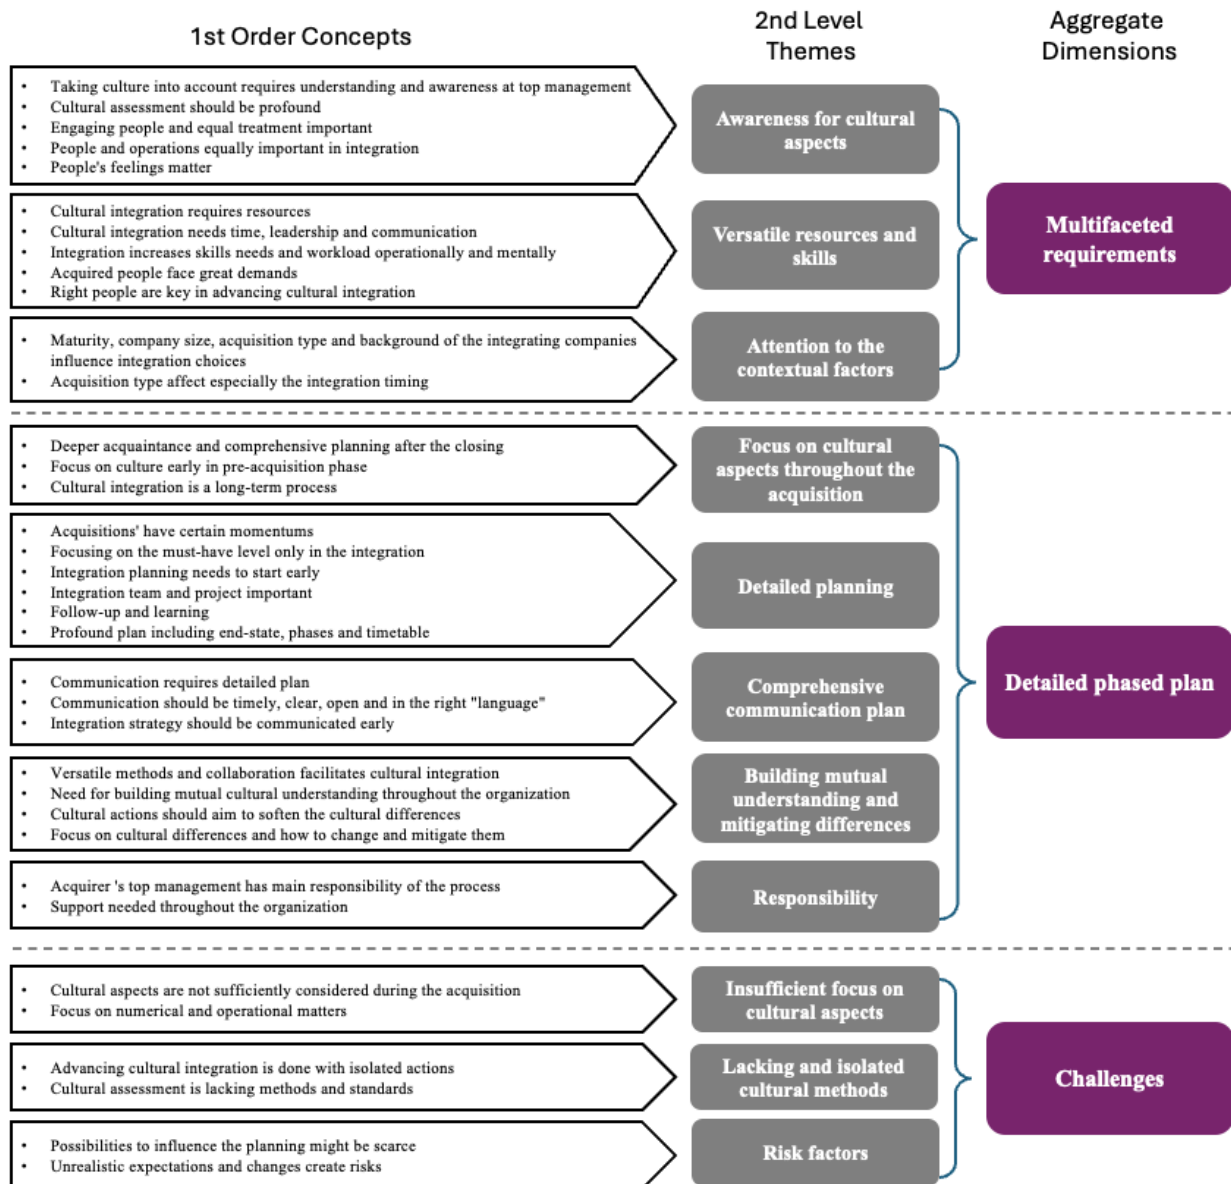 1st Order Concepts
2nd Level
Themes
Aggregate
Dimensions
• Taking culture into account requires understanding and awareness at top management
• Cultural assessment should be profound
• Engaging people and equal treatment important
• People and operations equally important in integration
• People's feelings matter
Awareness for cultural
aspects
• Cultural integration requires resources
• Cultural integration needs time, leadership and communication
• Integration increases skills needs and workload operationally and mentally
• Acquired people face great demands
• Right people are key in advancing cultural integration
Versatile resources and
skills
• Maturity, company size, acquisition type and background of the integrating companies
influence integration choices
• Acquisition type affect especially the integration timing
Attention to the
contextual factors
Multifaceted
requirements
• Deeper acquaintance and comprehensive planning after the closing
• Focus on culture early in pre-acquisition phase
• Cultural integration is a long-term process
Focus on cultural
aspects throughout the
acquisition
• Acquisitions' have certain momentums
• Focusing on the must-have level only in the integration
• Integration planning needs to start early
• Integration team and project important
• Follow-up and learning
• Profound plan including end-state, phases and timetable
Detailed planning
• Communication requires detailed plan
• Communication should be timely, clear, open and in the right "language"
• Integration strategy should be communicated early
Comprehensive
communication plan
• Versatile methods and collaboration facilitates cultural integration
• Need for building mutual cultural understanding throughout the organization
• Cultural actions should aim to soften the cultural differences
• Focus on cultural differences and how to change and mitigate them
Building mutual
understanding and
mitigating differences
• Acquirer 's top management has main responsibility of the process
• Support needed throughout the organization
Responsibility
Detailed phased plan
• Cultural aspects are not sufficiently considered during the acquisition
• Focus on numerical and operational matters
Insufficient focus on
cultural aspects
• Advancing cultural integration is done with isolated actions
• Cultural assessment is lacking methods and standards
Lacking and isolated
cultural methods
• Possibilities to influence the planning might be scarce
• Unrealistic expectations and changes create risks
Risk factors
Challenges